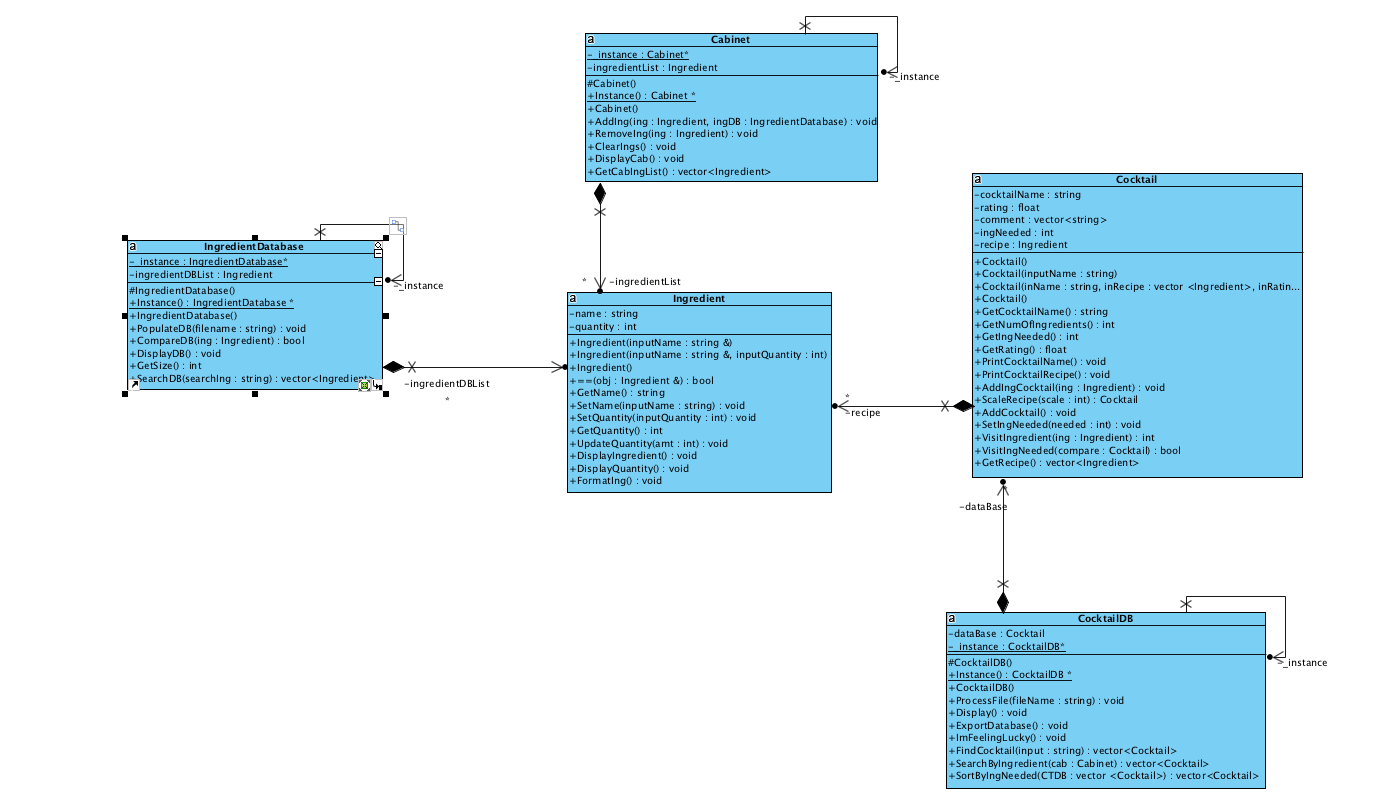 Cabinet
-_instance : Cabinet*
-ingredientList : Ingredient
#Cabinet()
+Instance() : Cabinet *
+Cabinet()
+AddIng(ing : Ingredient, ingDB : IngredientDatabase) : void
+RemoveIng(ing : Ingredient) : void
+ClearIngs() : void
+DisplayCab() : void
+GetCabIngList() : vector<Ingredient>
-_instance
Cocktail
-cocktailName : string
-rating : float
-comment : vector<string>
-ingNeeded : int
-recipe : Ingredient
+Cocktail()
+Cocktail(inputName : string)
+Cocktail(inName : string, inRecipe : vector <Ingredient>, inRatin...
+Cocktail()
+GetCocktailName() : string
+GetNumOfIngredients() : int
+GetIngNeeded() : int
+GetRating() : float
+PrintCocktailName() : void
+PrintCocktailRecipe() : void
+AddIngCocktail(ing : Ingredient) : void
+ScaleRecipe(scale : int) : Cocktail
+AddCocktail() : void
+SetIngNeeded(needed : int) : void
+VisitIngredient(ing : Ingredient) : int
+VisitIngNeeded(compare : Cocktail) : bool
+GetRecipe() : vector<Ingredient>
IngredientDatabase
-_instance : IngredientDatabase*
-ingredientDBList : Ingredient
#IngredientDatabase()
+Instance() : IngredientDatabase *
+IngredientDatabase()
+PopulateDB(filename : string) : void
+CompareDB(ing : Ingredient) : bool
+DisplayDB() : void
+GetSize() : int
+SearchDB(searchIng : string) : vector<Ingredient>
-_instance
* -ingredientList
-ingredientDBList
*
Ingredient
-name : string
-quantity : int
+Ingredient(inputName : string &)
+Ingredient(inputName : string &, inputQuantity : int)
+Ingredient()
+==(obj : Ingredient &) : bool
+GetName() : string
+SetName(inputName : string) : void
+SetQuantity(inputQuantity : int) : void
+GetQuantity() : int
+UpdateQuantity(amt : int) : void
+DisplayIngredient() : void
+DisplayQuantity() : void
+FormatIng() : void
*
-recipe
-dataBase
CocktailDB
-dataBase : Cocktail
-_instance : CocktailDB*
#CocktailDB()
+Instance() : CocktailDB *
+CocktailDB()
+ProcessFile(fileName : string) : void
+Display() : void
+ExportDatabase() : void
+ImFeelingLucky() : void
+FindCocktail(input : string) : vector<Cocktail>
+SearchByIngredient(cab : Cabinet) : vector<Cocktail>
+SortByIngNeeded(CTDB : vector <Cocktail>) : vector<Cocktail>
-_instance